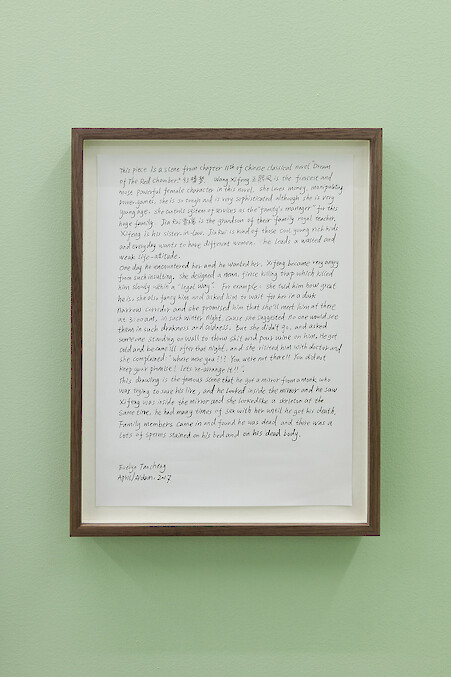 This piece is a scene from chapter 11th of Chinese classical novel "Dream
of The Red Chamber" 红楼梦. Wang Xifeng 王熙凤 is the fiercest and
most powerful female character in this novel. she loves money, manipulating
she is so tough and is very sophisticated although she is very
young age. she controls system of services as the "family's manager" for this
huge family. Jia Rui 贾瑞 is the grandson of their family royal teacher,
Xifeng is his sister-in-law. Jia Rui is kind of those cool young rich kids
and everyday wants to have different women. he leads a wasted and
weak life-attitude.
One day he encountered her and he wanted her. Xifeng became very angry
from such insulting. she designed a mean, fierce killing trap which killed
him slowly within a "legal way". For example: she told him how great
he is, she also fancy him and asked him to wait for her in a dark
narrow corridor and she promised him that she'll meet him at there
at 3:00am, in such winter night. Cause she suggested no one would see
them in such darkness and coldness. But she didn't go, and asked
someone standing on wall to throw shit and pour urine on him. He got
cold and became ill after that night, and she visited him with doctor and
she complained "where were you?!? You were not there!! You did not
keep your promise! lets re-arrange it!!".
This drawing is the famous scene that he got a mirror from a monk who
was trying to save his live, and he looked inside the mirror and he saw
Xifeng was inside the mirror and she looked like a skeleton at the
same time. he had many times of sex with her until he got his death.
Family members came in and found he was dead and there was a
lots of sperms stained on his bed and on his dead body.
Evelyn Taocheng
April/London, 2017